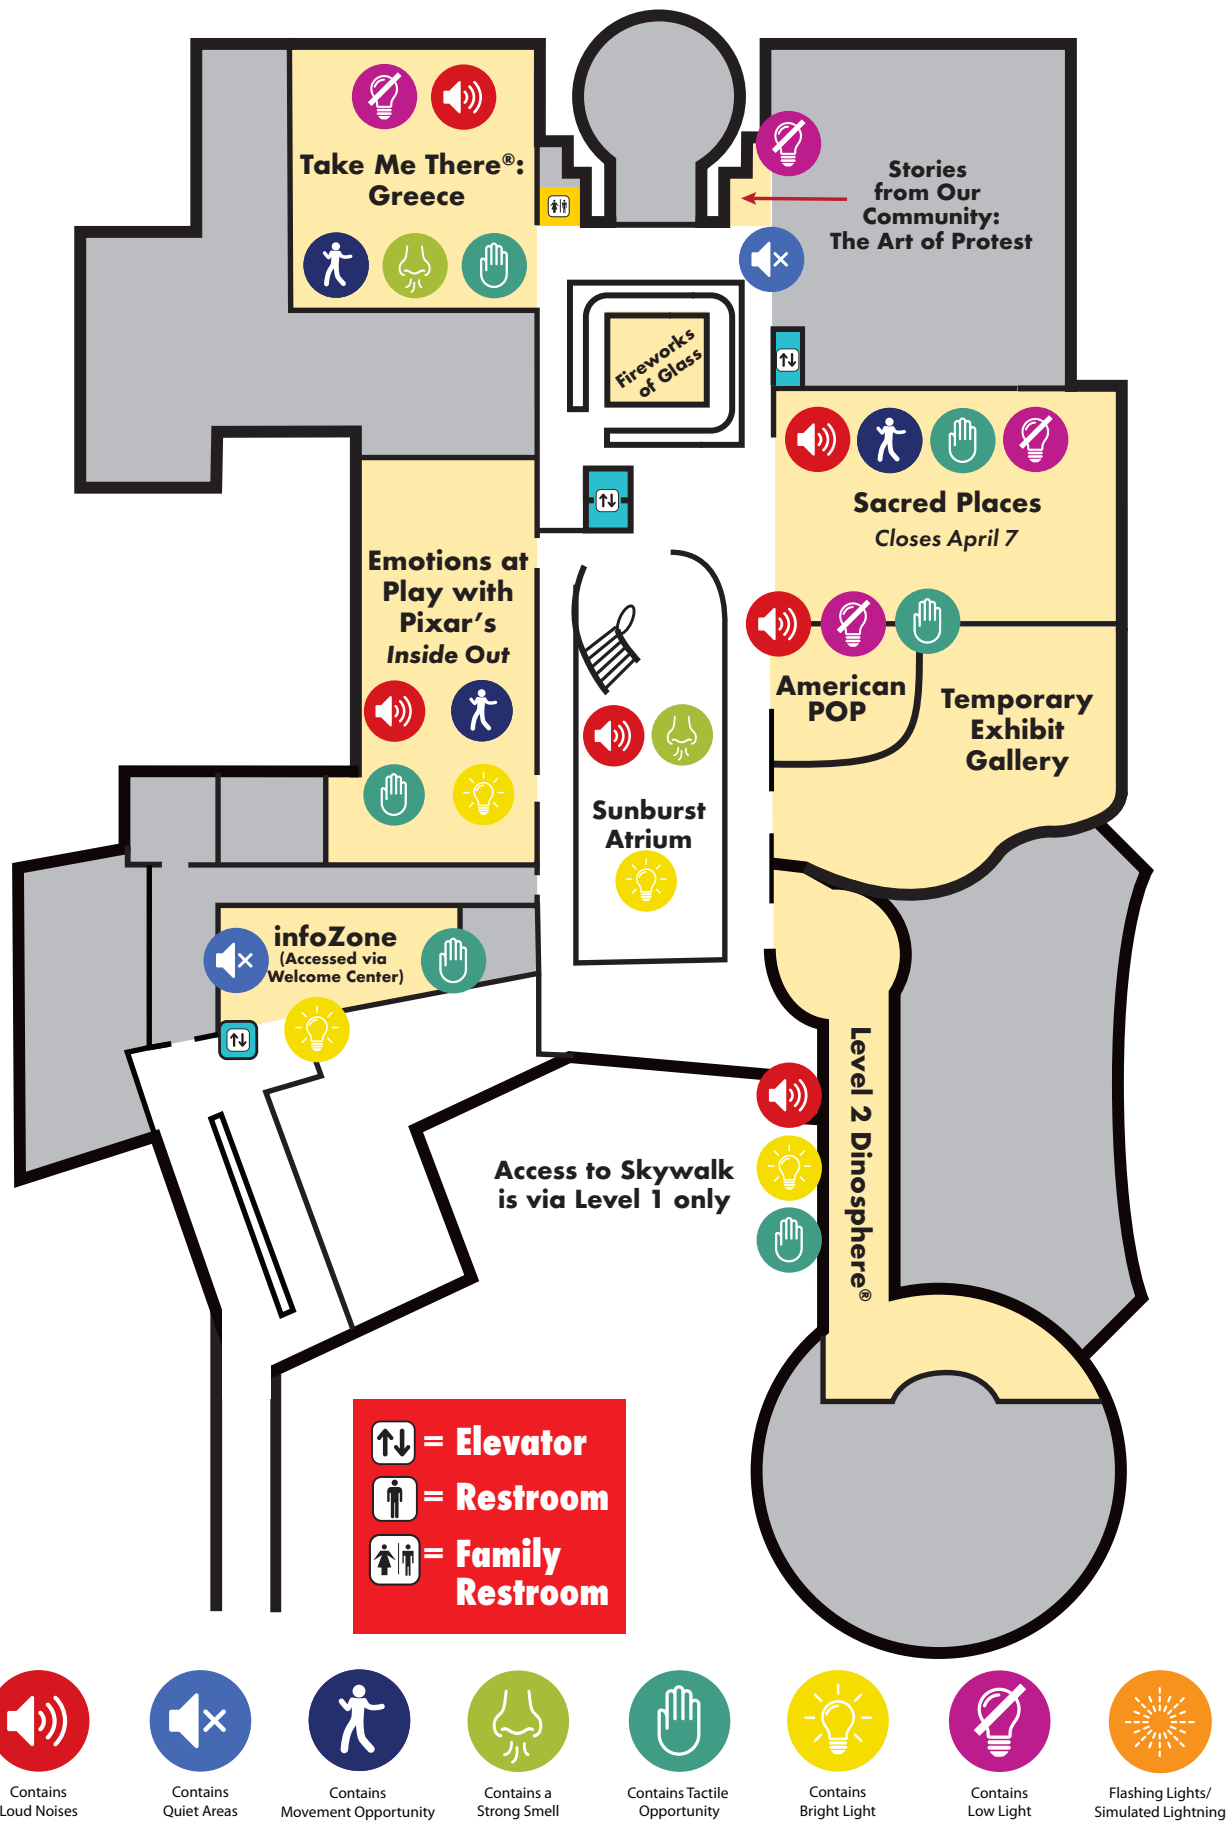 Take Me There®:
Greece
Stories
from Our
Community:
The Art of Protest
Fireworks
of Glass
Sacred Places
Closes April 7
Emotions at
Play with
Pixar's
Inside Out
American
POP
Temporary
Exhibit
Gallery
Sunburst
Atrium
infoZone
(Accessed via
Welcome Center)
Level 2 Dinosphere®
Access to Skywalk
is via Level 1 only
= Elevator
= Restroom
= Family
Restroom
Contains
Loud Noises
Contains
Quiet Areas
Contains
Movement Opportunity
Contains a
Strong Smell
Contains Tactile
Opportunity
Contains
Bright Light
Contains
Low Light
Flashing Lights/
Simulated Lightning